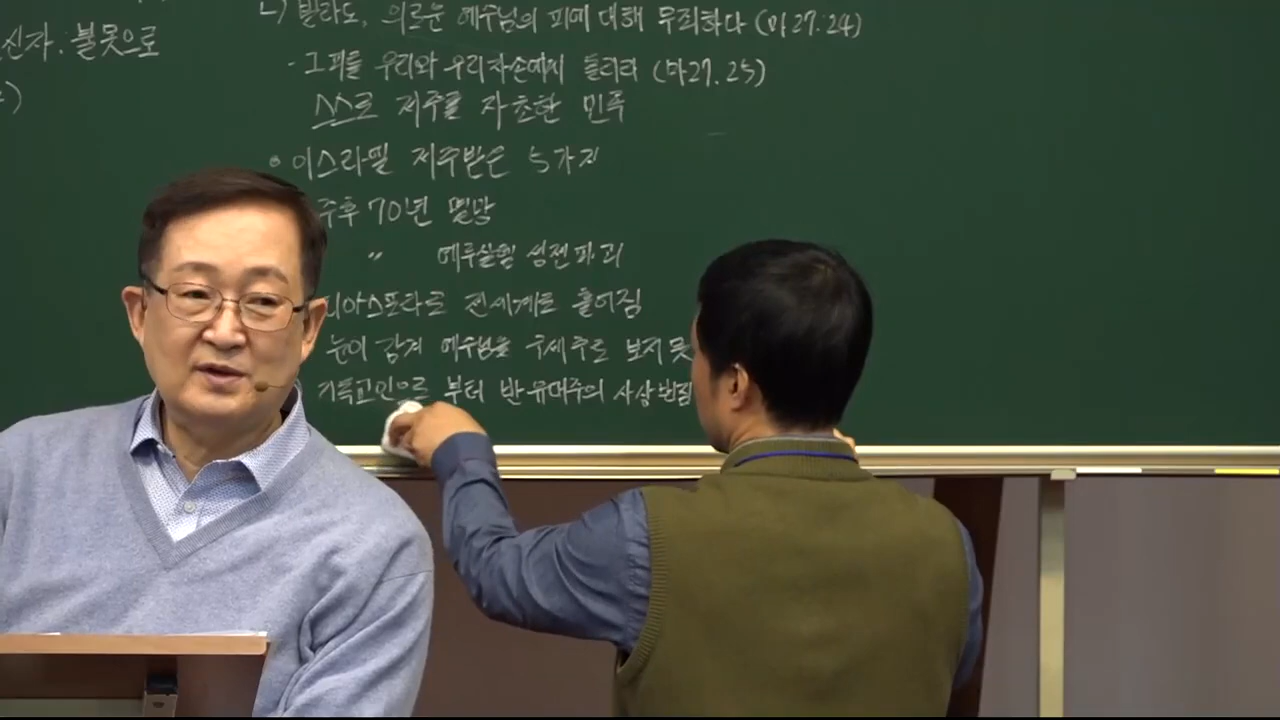 신자: 불못으로
ㄴ) 빌라도, 의로운 예수님의 피에 대해 무죄하다 (마27:24)
- 그 피를 우리와 우리 자손에게 돌리라 (마27.25)
스스로 저주를 자초한 민족
• 이스라엘 저주받은 5가지
주후 70년 멸망
〃 예루살렘 성전파괴
디아스포라로 전세계로 흩어짐
눈이 감겨 예수님을 구세주로 보지 못
기독교인으로 부터 반유대주의 사상 번짐